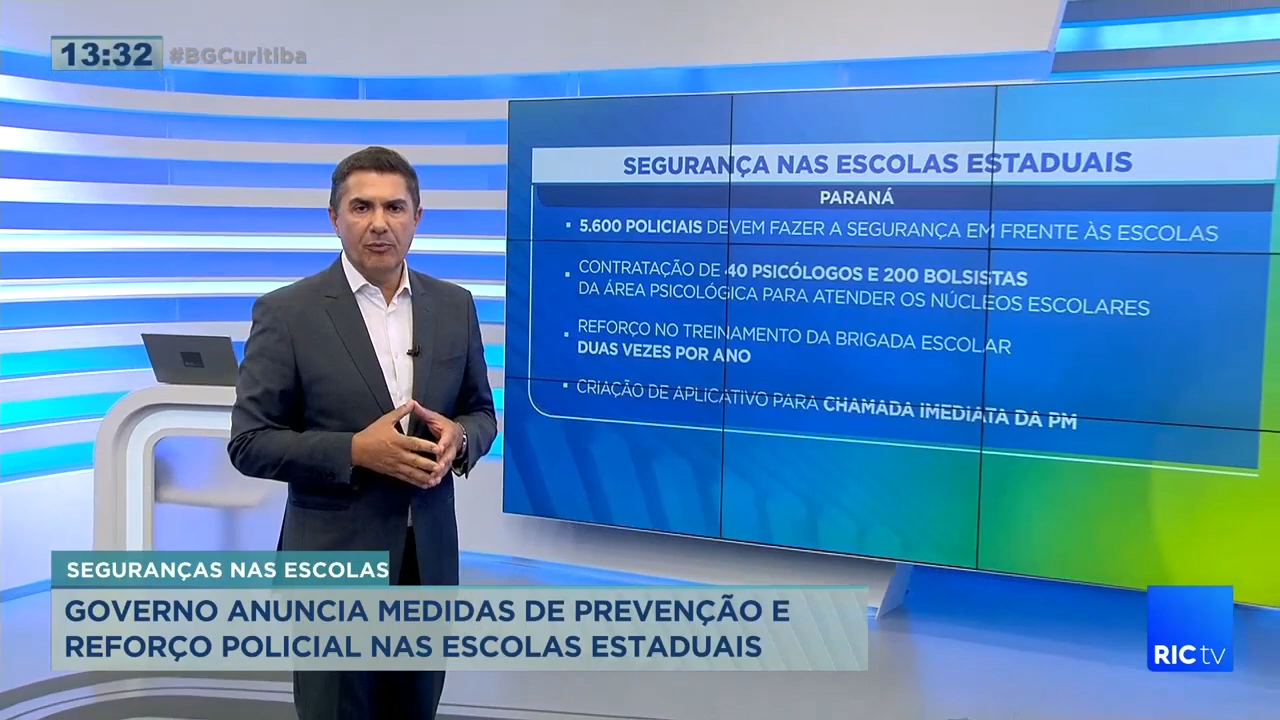 13:32 #BGCuritiba
SEGURANÇA NAS ESCOLAS ESTADUAIS
PARANÁ
5.600 POLICIAIS DEVEM FAZER A SEGURANÇA EM FRENTE ÀS ESCOLAS
CONTRATAÇÃO DE 40 PSICÓLOGOS E 200 BOLSISTAS
DA ÁREA PSICOLÓGICA PARA ATENDER OS NÚCLEOS ESCOLARES
REFORÇO NO TREINAMENTO DA BRIGADA ESCOLAR
DUAS VEZES POR ANO
CRIAÇÃO DE APLICATIVO PARA CHAMADA IMEDIATA DA PM
SEGURANÇAS NAS ESCOLAS
GOVERNO ANUNCIA MEDIDAS DE PREVENÇÃO E
REFORÇO POLICIAL NAS ESCOLAS ESTADUAIS
RIC tv